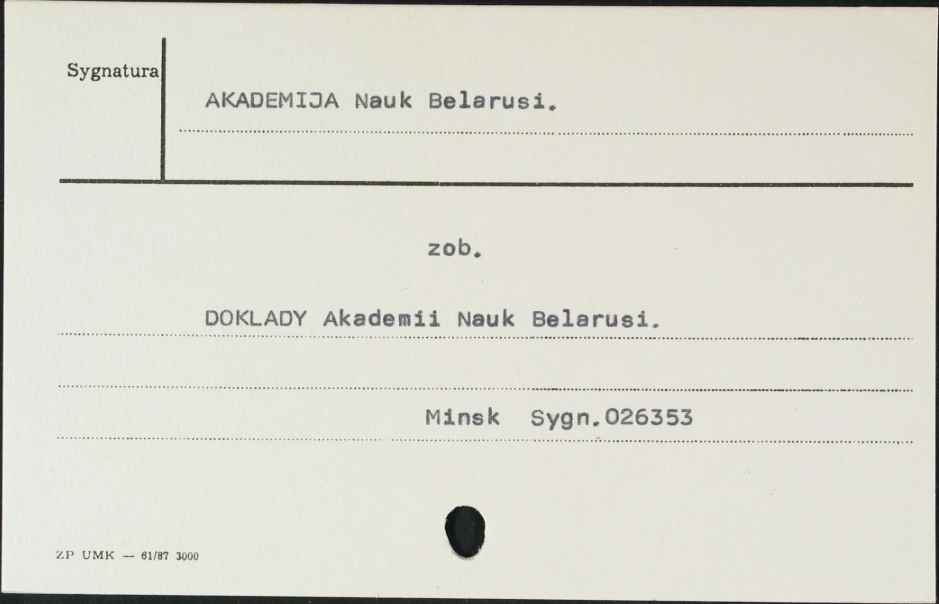 Sygnatura
AKADEMIJA Nauk Belarusi.
zob.
DOKLADY Akademii Nauk Belarusi.
Minsk Sygn.026353
ZP UMK — 61/87 3000